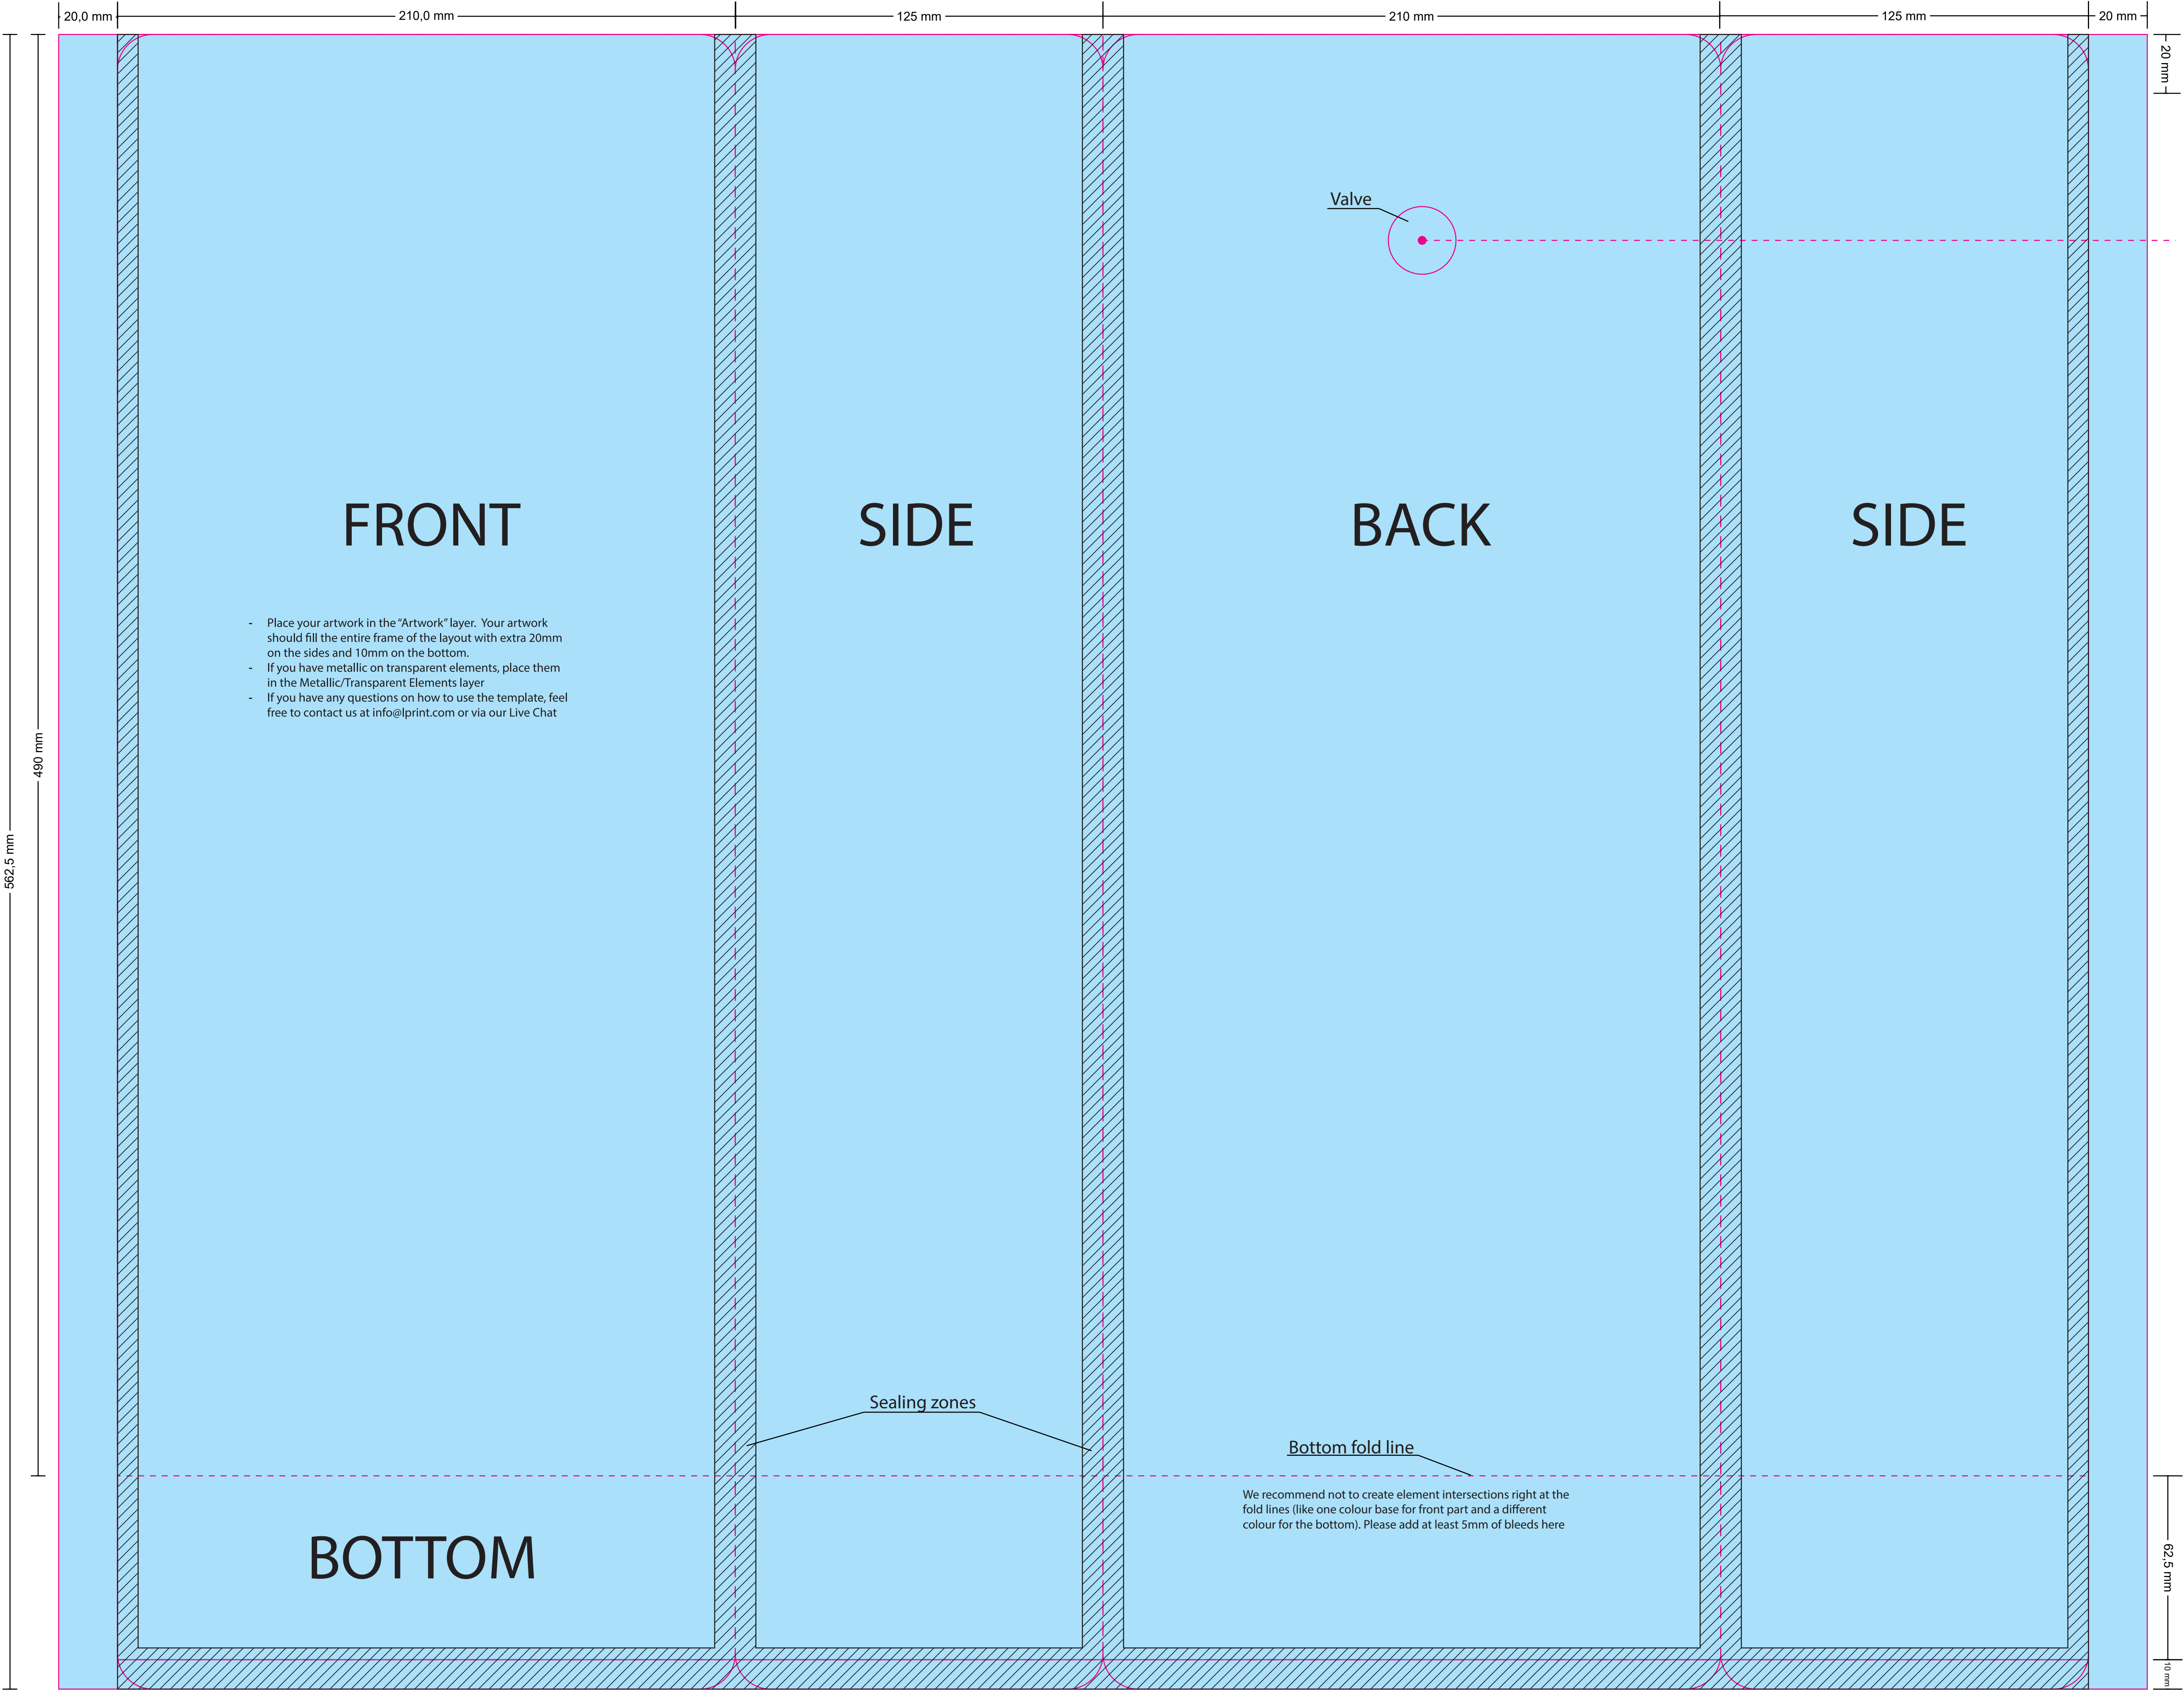 20,0 mm
210,0 mm
125 mm
210 mm
125 mm
20 mm
20 mm
Valve
FRONT
SIDE
BACK
SIDE
- Place your artwork in the “Artwork” layer. Your artwork
should fill the entire frame of the layout with extra 20mm
on the sides and 10mm on the bottom.
- If you have metallic on transparent elements, place them
in the Metallic/Transparent Elements layer
- If you have any questions on how to use the template, feel
free to contact us at info@lprint.com or via our Live Chat
490 mm
562,5 mm
Sealing zones
Bottom fold line
We recommend not to create element intersections right at the
fold lines (like one colour base for front part and a different
colour for the bottom). Please add at least 5mm of bleeds here
BOTTOM
62,5 mm
10 mm